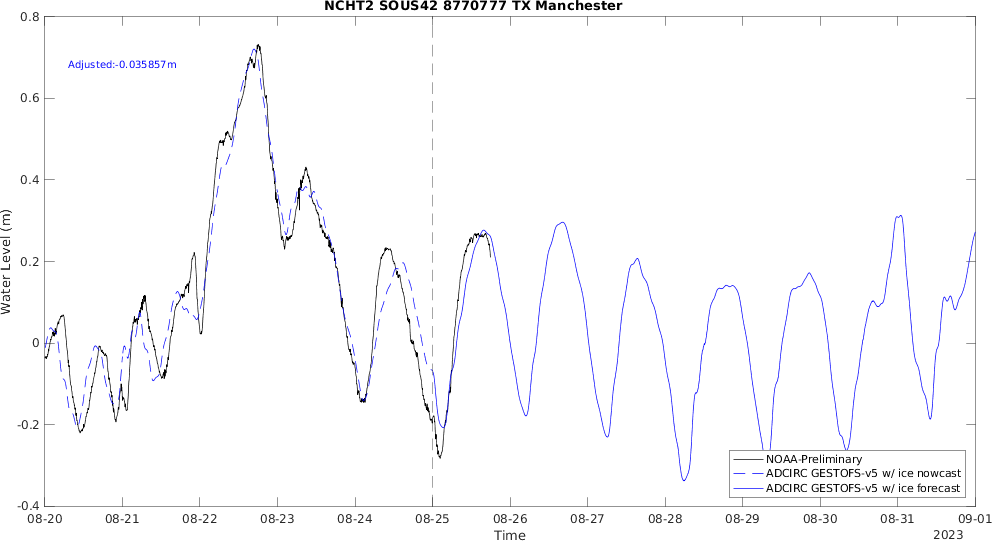 NCHT2 SOUS42 8770777 TX Manchester
Adjusted:-0.035857m
Water Level (m)
0.8
0.6
0.4
0.2
0
-0.2
-0.4
08-20 08-21 08-22 08-23 08-24 08-25 08-26 08-27 08-28 08-29 08-30 08-31 09-01
Time
2023
NOAA-Preliminary
ADCIRC GESTOFS-v5 w/ ice nowcast
ADCIRC GESTOFS-v5 w/ ice forecast